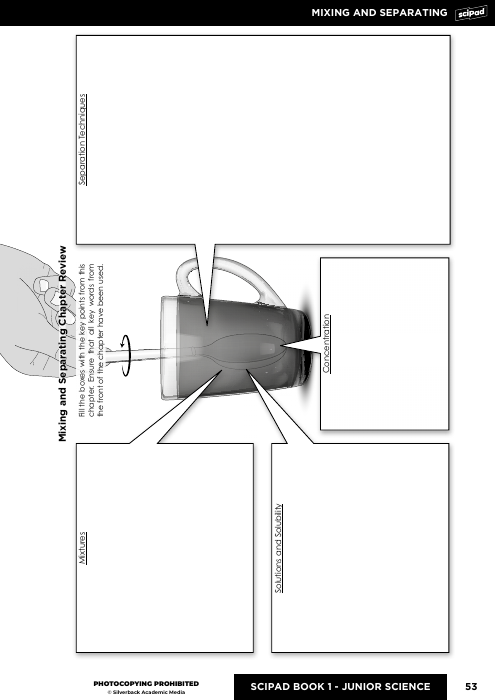 MIXING AND SEPARATING
scipad
Mixing and Separating Chapter Review
Fill the boxes with the key points from this
chapter. Ensure that all key words from
the front of the chapter have been used.
Separation Techniques
Concentration
Mixtures
Solutions and Solubility
PHOTOCOPYING PROHIBITED
© Silverback Academic Media
SCIPAD BOOK 1 - JUNIOR SCIENCE
53